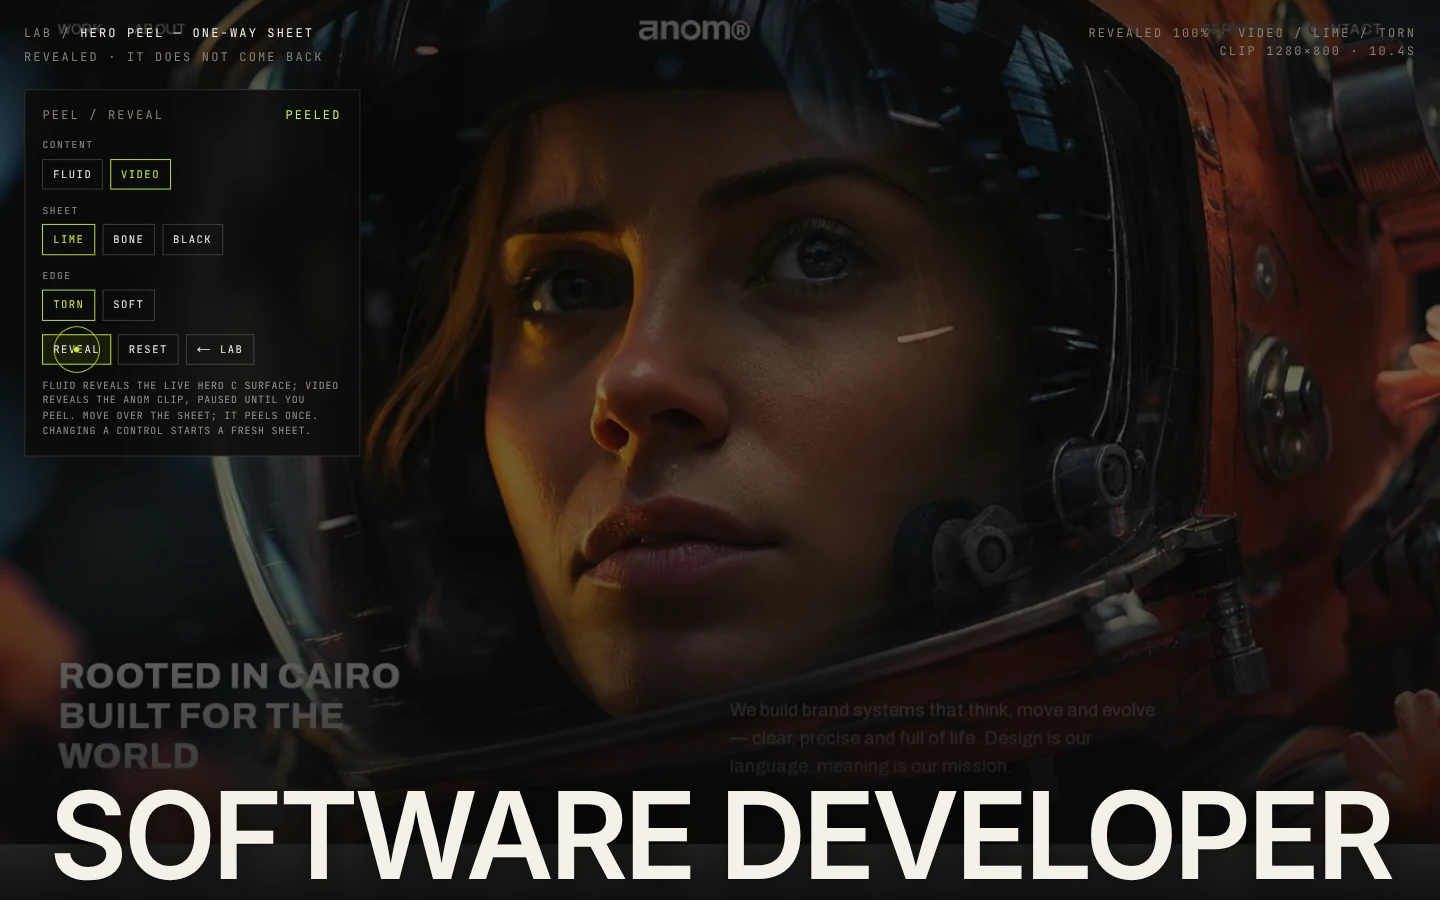 WORK ABOUT
LAB / HERO PEEL — ONE-WAY SHEET
REVEALED · IT DOES NOT COME BACK
anom®
REVEALED 100% · VIDEO / LIME / TORN
CLIP 1280×800 · 10.4S
PEEL / REVEAL PEELED
CONTENT
FLUID VIDEO
SHEET
LIME BONE BLACK
EDGE
TORN SOFT
REVEAL RESET ← LAB
FLUID REVEALS THE LIVE HERO C SURFACE; VIDEO
REVEALS THE ANOM CLIP, PAUSED UNTIL YOU
PEEL. MOVE OVER THE SHEET; IT PEELS ONCE.
CHANGING A CONTROL STARTS A FRESH SHEET.
ROOTED IN CAIRO
BUILT FOR THE
WORLD
We build brand systems that think, move and evolve
— clear, precise and full of life. Design is our
language, meaning is our mission.
SOFTWARE DEVELOPER